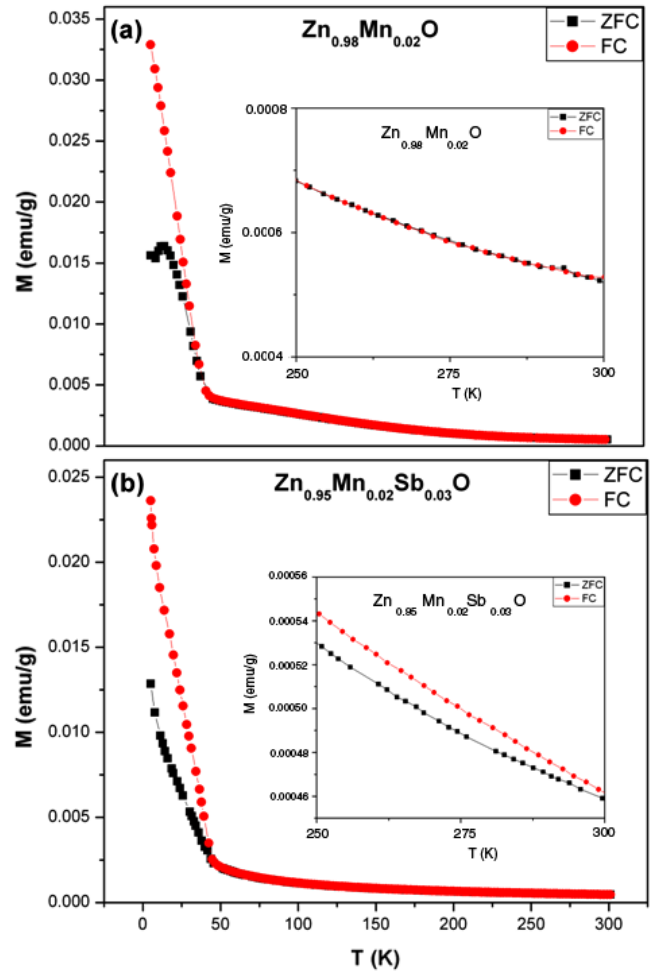 (a)
Zn0.98Mn0.02O
ZFC
FC
0.035
0.030
0.025
0.020
0.015
0.010
0.005
0.000
M (emu/g)
0.0008
0.0006
0.0004
M (emu/g)
Zn0.98Mn0.02O
ZFC
FC
250
275
300
T (K)
(b)
Zn0.95Mn0.02Sb0.03O
ZFC
FC
0.025
0.020
0.015
0.010
0.005
0.000
M (emu/g)
0.00056
0.00054
0.00052
0.00050
0.00048
0.00046
M (emu/g)
Zn0.95Mn0.02Sb0.03O
ZFC
FC
250
275
300
T (K)
0
50
100
150
200
250
300
T (K)